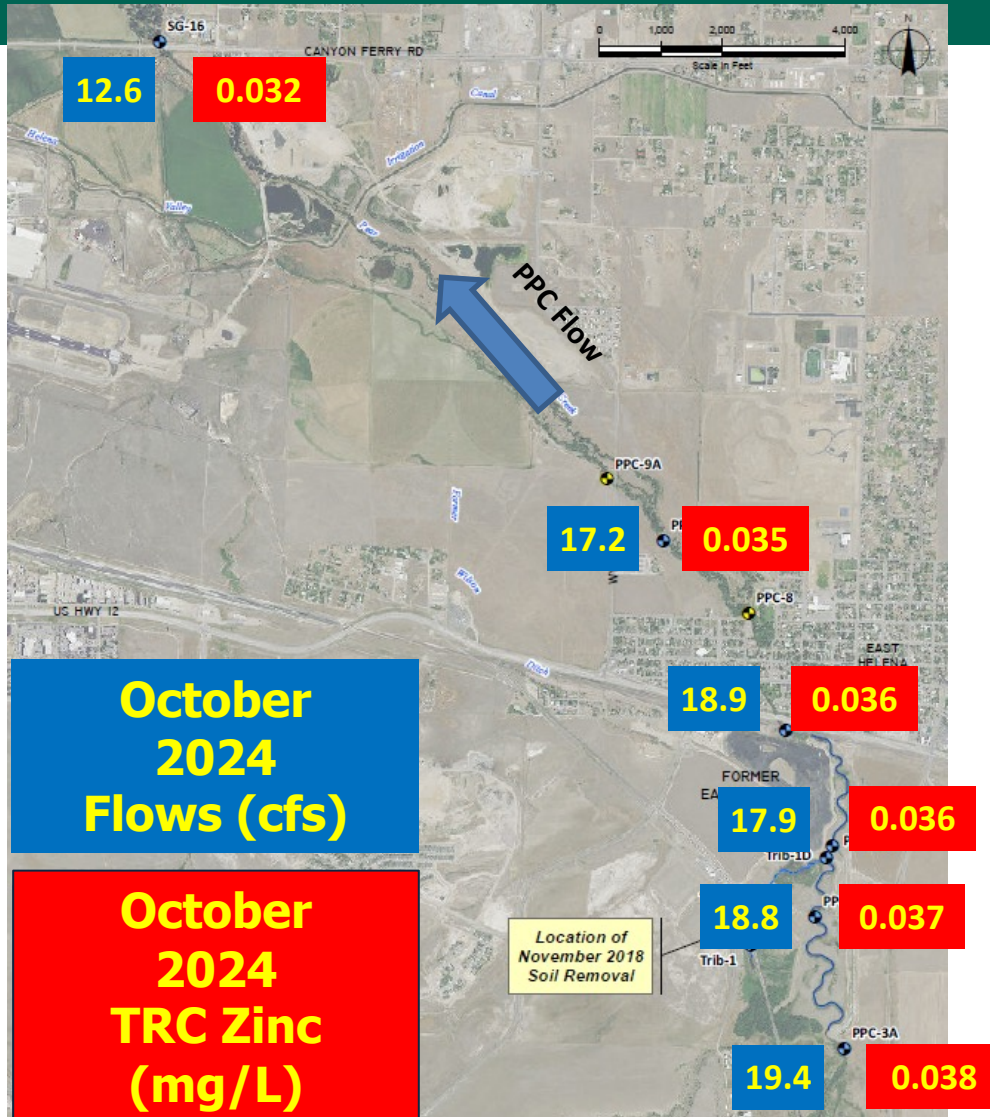 SG-16
CANYON FERRY RD
0 1,000 2,000 4,000
Scale in Feet
N
12.6 0.032
Canal
Irrigation
Helena
Valley
Pear
PPC Flow
Creek
PPC-9A
Former
17.2 0.035
PPC-8
Wilson
US HWY 12
Ditch
EAST
HELENA
18.9 0.036
October
2024
Flows (cfs)
FORMER
17.9 0.036
Trib-1D
October
2024
TRC Zinc
(mg/L)
18.8 0.037
Location of
November 2018
Soil Removal
Trib-1
PPC-3A
19.4 0.038